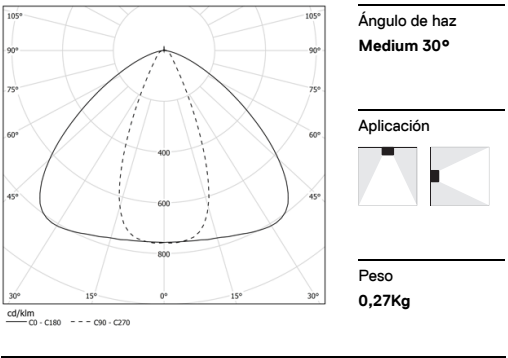 105° 105°
90° 90°
75° 75°
60° 60°
400
45° 600 45°
800
30° 15° 0° 15° 30°
cd/klm
C0 - C180 C90 - C270
Ángulo de haz
Medium 30º
Aplicación
Peso
0,27Kg